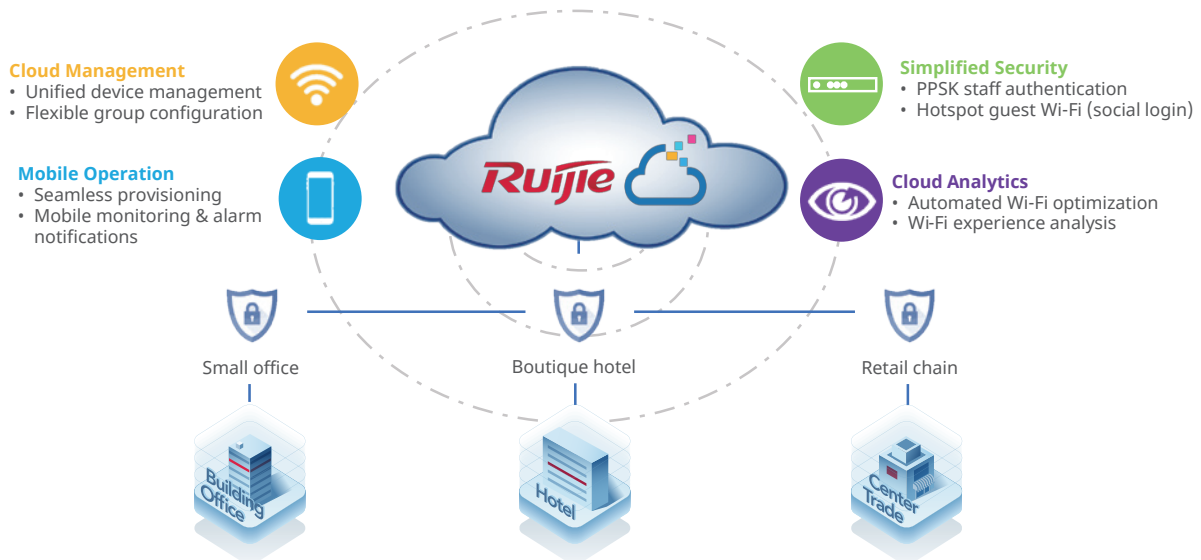 Cloud Management
• Unified device management
• Flexible group configuration
Mobile Operation
• Seamless provisioning
• Mobile monitoring & alarm
notifications
Ruijie
Simplified Security
• PPSK staff authentication
• Hotspot guest Wi-Fi (social login)
Cloud Analytics
• Automated Wi-Fi optimization
• Wi-Fi experience analysis
Small office
Boutique hotel
Retail chain
Building
Office
Hotel
Center
Trade